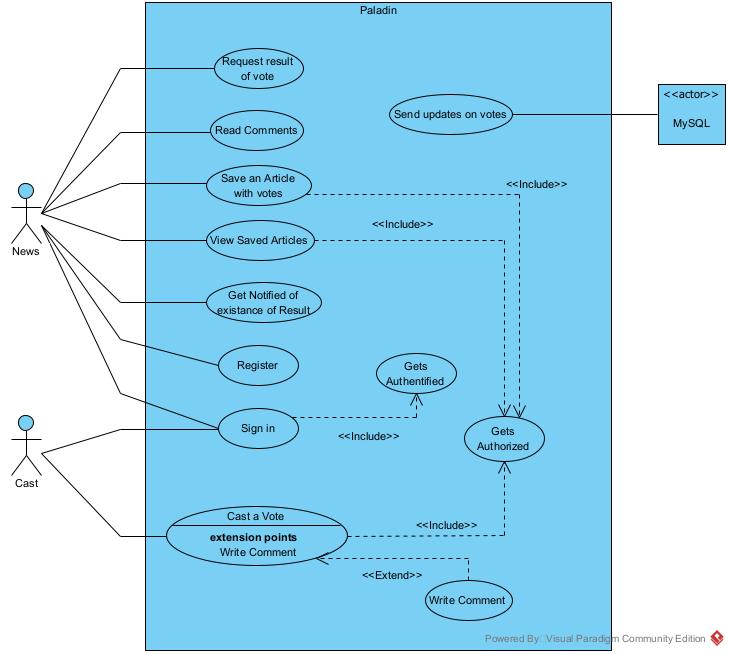 Paladin
Request result
of vote
Send updates on votes
<<actor>>
MySQL
Read Comments
Save an Article
with votes
<<Include>>
<<Include>>
View Saved Articles
News
Get Notified of
existance of Result
Register
Gets
Authentified
Sign in
<<Include>>
Gets
Authorized
Cast
Cast a Vote
extension points
Write Comment
<<Include>>
<<Extend>>
Write Comment
Powered By: Visual Paradigm Community Edition